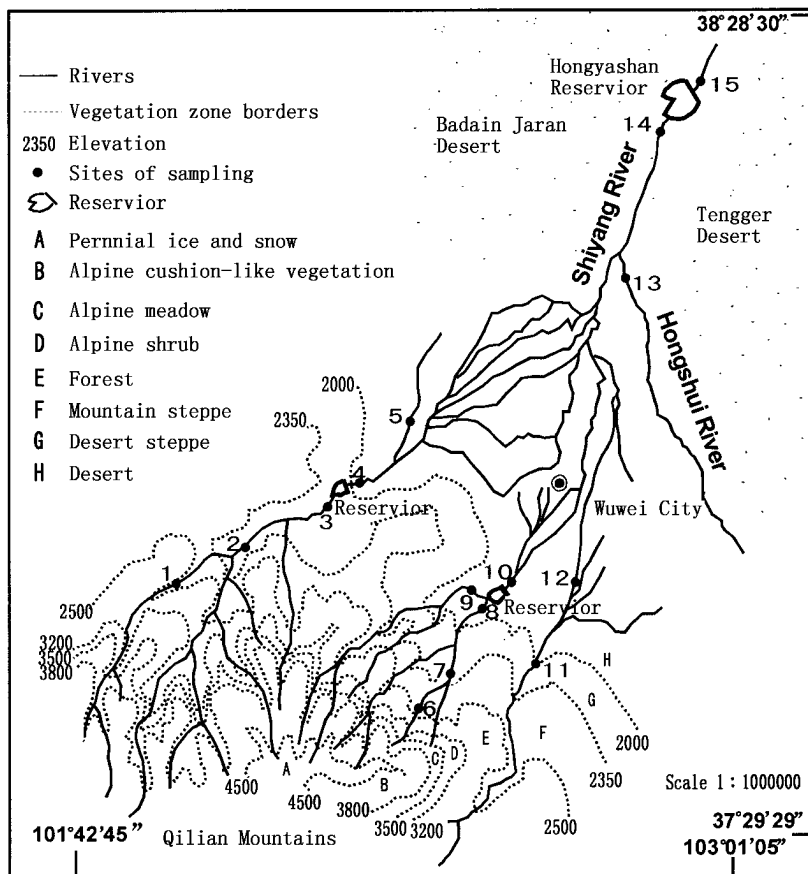 38°28′30″
Rivers
Vegetation zone borders
2350 Elevation
Sites of sampling
Reservior
A Pernnial ice and snow
B Alpine cushion-like vegetation
C Alpine meadow
D Alpine shrub
E Forest
F Mountain steppe
G Desert steppe
H Desert
Hongyashan
Reservior
15
14
Badain Jaran
Desert
Shiyang River
Tengger
Desert
13
Hongshui River
2000
2350
5
4
3
Reservior
Wuwei City
2
1
10
12
9
8
Reservior
2500
3200
3500
3800
7
11
H
G
6
F
E
D
C
B
A
2000
4500
4500
3800
3500
3200
2350
2500
Scale 1:1000000
101°42′45″
Qilian Mountains
37°29′29″
103°01′05″